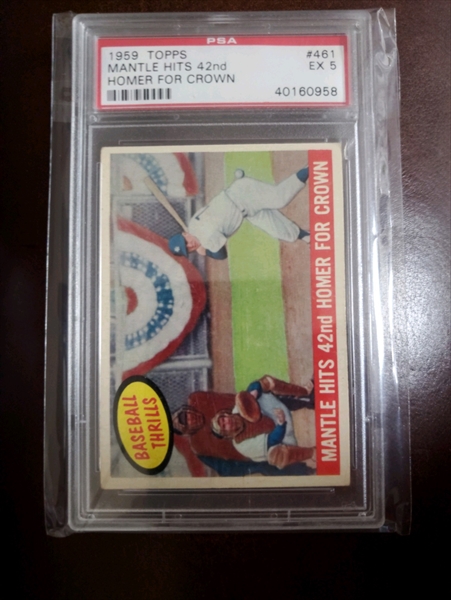 PSA
1959 TOPPS #461
MANTLE HITS 42nd EX 5
HOMER FOR CROWN
40160958
BASEBALL
THRILLS
MANTLE HITS 42nd HOMER FOR CROWN